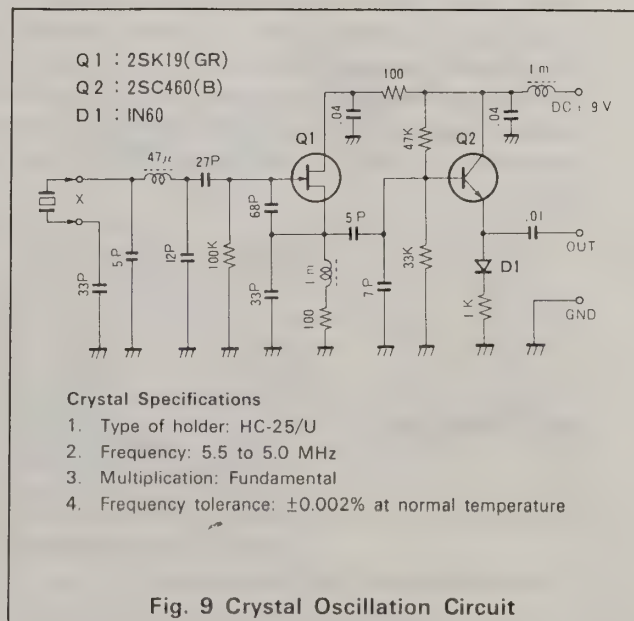 Q1 : 2SK19(GR)
Q2 : 2SC460(B)
D1 : IN60
100
1m
DC : 9V
.04
.04
Q1
47K
Q2
47μ
27P
X
68P
5P
.01
OUT
5P
12P
100K
33P
33P
1m
100
7P
33K
D1
1K
GND
Crystal Specifications
1. Type of holder: HC-25/U
2. Frequency: 5.5 to 5.0 MHz
3. Multiplication: Fundamental
4. Frequency tolerance: ±0.002% at normal temperature
Fig. 9 Crystal Oscillation Circuit